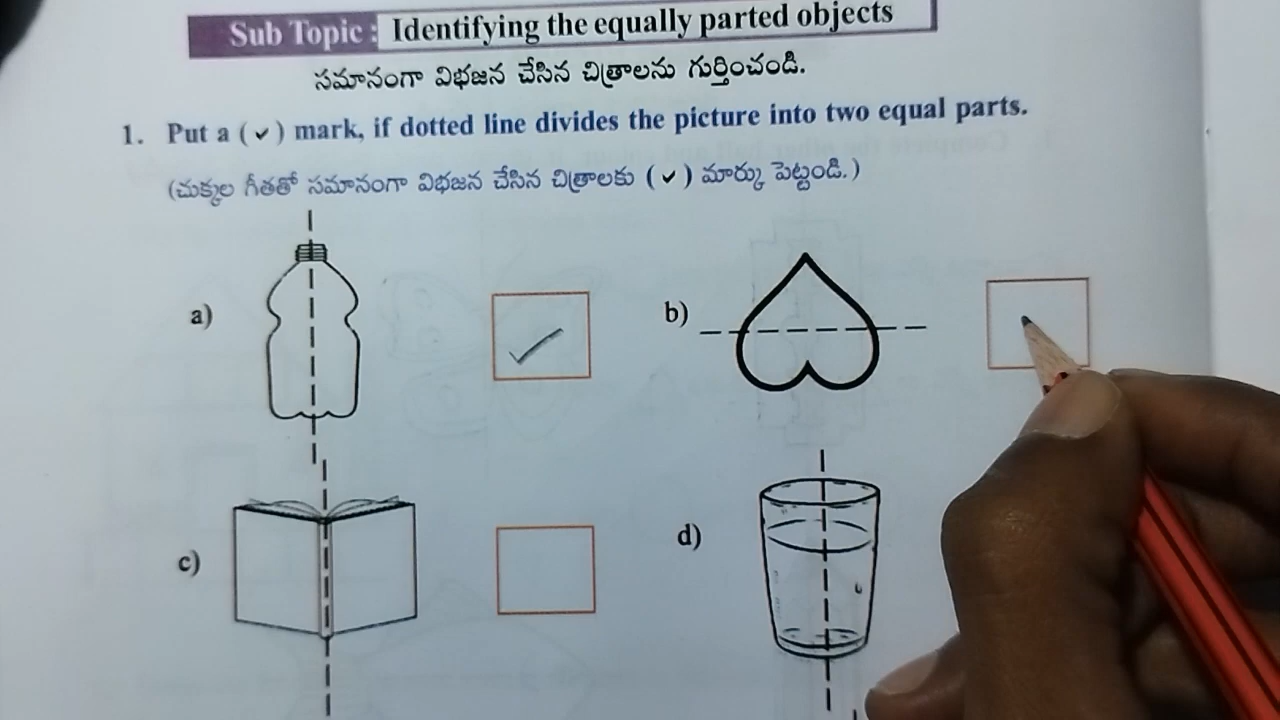 Sub Topic : Identifying the equally parted objects
సమానంగా విభజన చేసిన చిత్రాలను గుర్తించండి.
1. Put a (✓) mark, if dotted line divides the picture into two equal parts.
(చుక్కల గీతతో సమానంగా విభజన చేసిన చిత్రాలకు (✓) మార్కు పెట్టండి.)
a) ✓ b)
c) d)